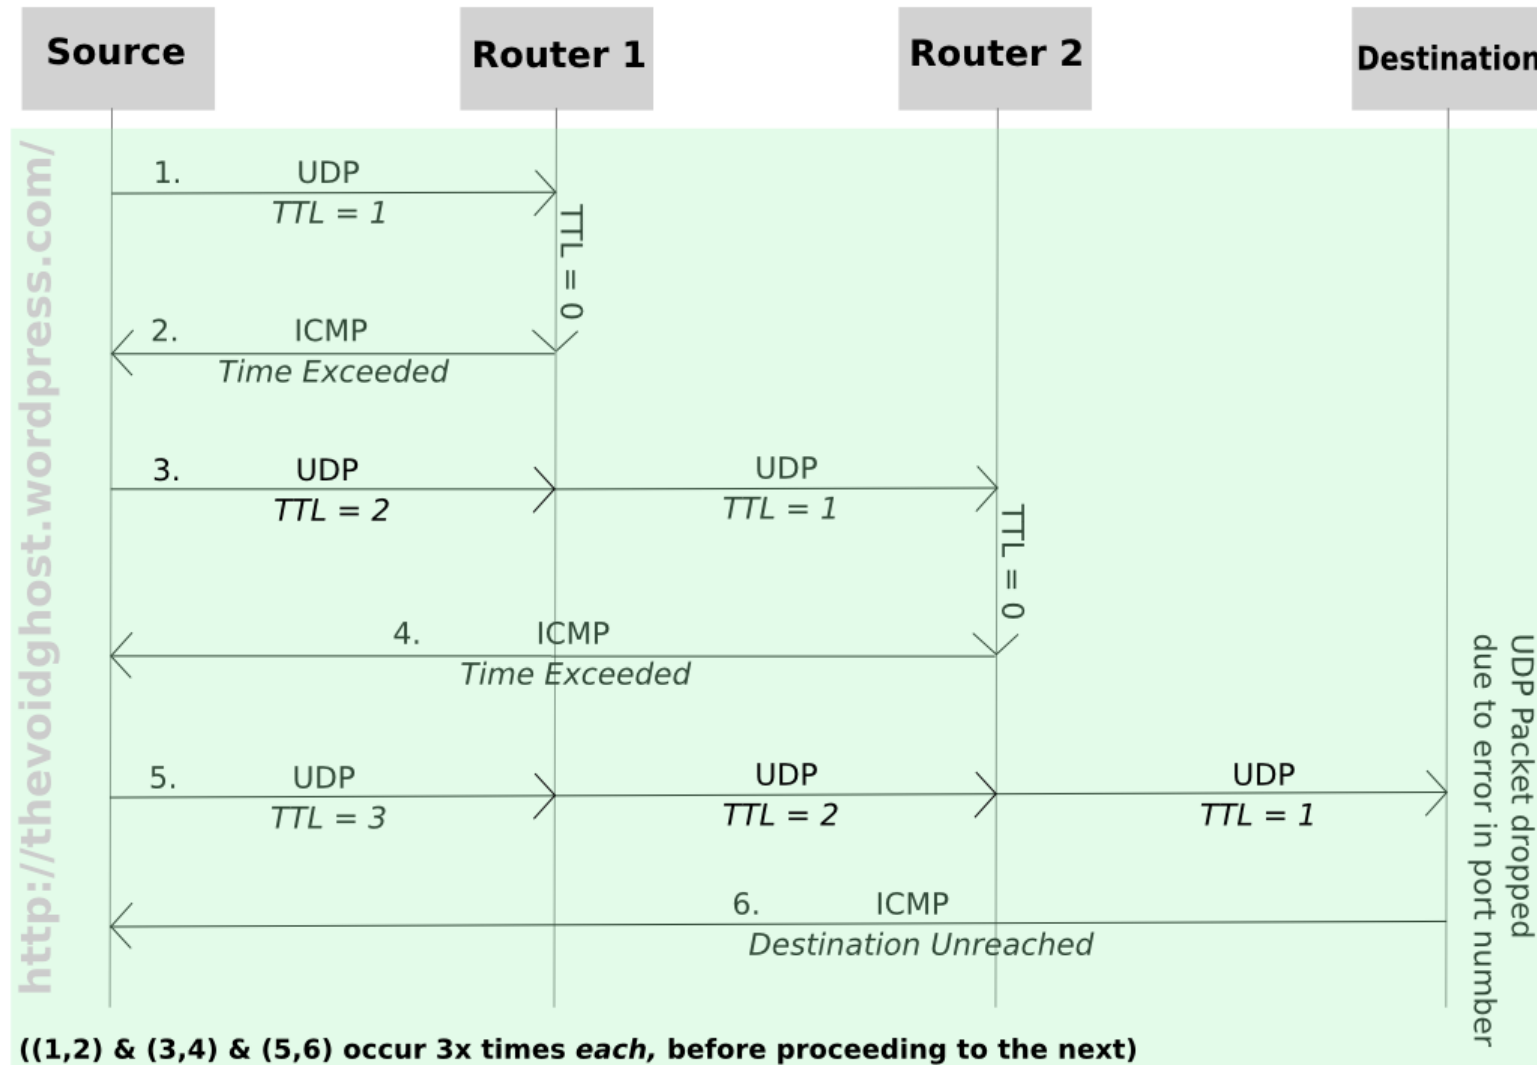 Source
Router 1
Router 2
Destination
http://thevoidghost.wordpress.com/
1. UDP
TTL = 1
TTL = 0
2. ICMP
Time Exceeded
3. UDP
TTL = 2
UDP
TTL = 1
TTL = 0
4. ICMP
Time Exceeded
5. UDP
TTL = 3
UDP
TTL = 2
UDP
TTL = 1
UDP Packet dropped
due to error in port number
6. ICMP
Destination Unreached
((1,2) & (3,4) & (5,6) occur 3x times each, before proceeding to the next)